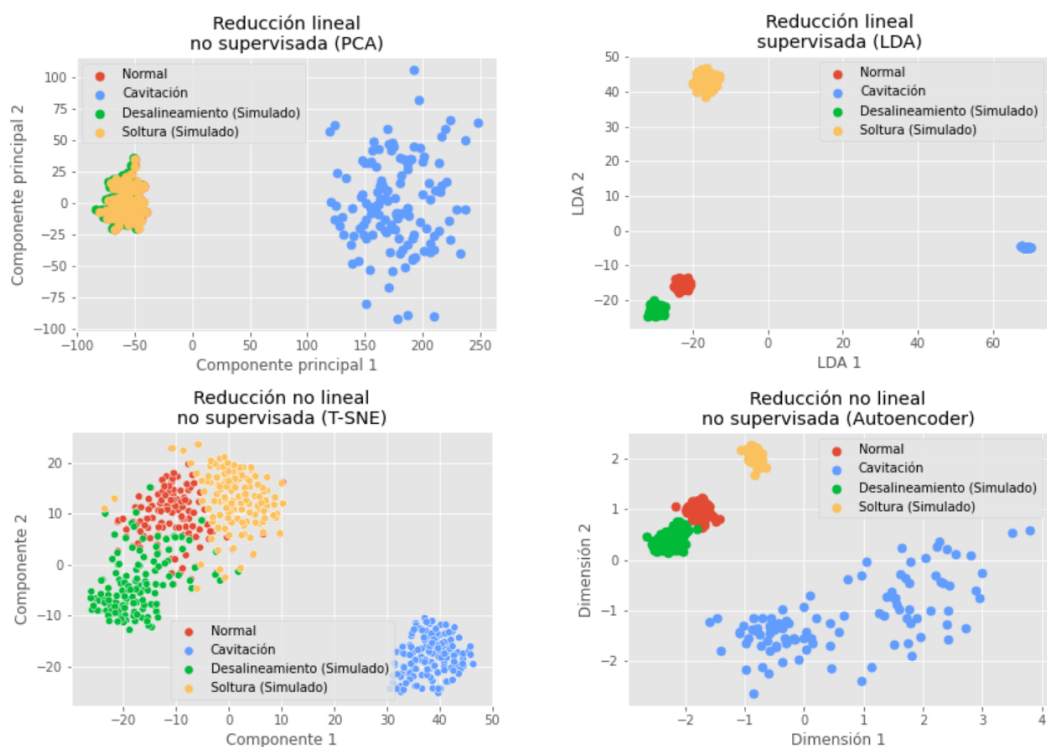 Reducción lineal
no supervisada (PCA)
Normal
Cavitación
Desalineamiento (Simulado)
Soltura (Simulado)
100
75
50
25
0
−25
−50
−75
−100
Componente principal 2
−100 −50 0 50 100 150 200 250
Componente principal 1
Reducción lineal
supervisada (LDA)
Normal
Cavitación
Desalineamiento (Simulado)
Soltura (Simulado)
50
40
30
20
10
0
−10
−20
LDA 2
−20 0 20 40 60
LDA 1
Reducción no lineal
no supervisada (T-SNE)
20
10
0
−10
−20
Componente 2
Normal
Cavitación
Desalineamiento (Simulado)
Soltura (Simulado)
−20 −10 0 10 20 30 40 50
Componente 1
Reducción no lineal
no supervisada (Autoencoder)
Normal
Cavitación
Desalineamiento (Simulado)
Soltura (Simulado)
2
1
0
−1
−2
Dimensión 2
−2 −1 0 1 2 3 4
Dimensión 1